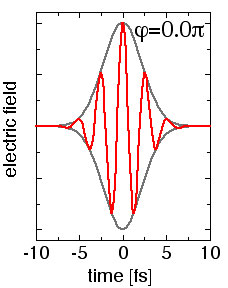 φ=0.0π
electric field
-10 -5 0 5 10
time [fs]